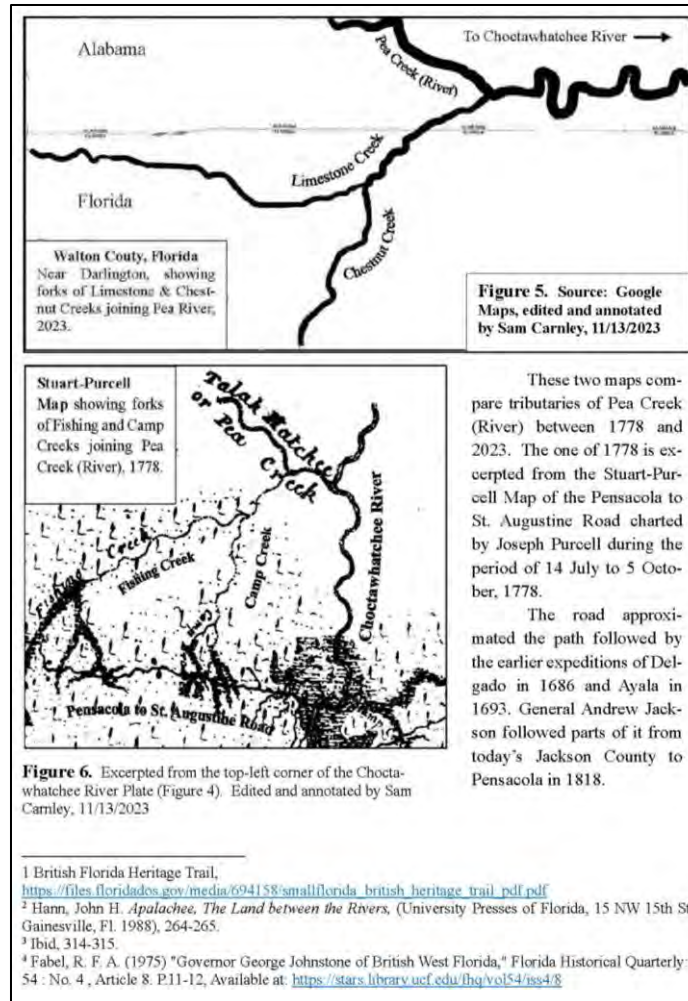 Alabama
Pea Creek (River)
To Choctawhatchee River
Limestone Creek
Florida
Chestnut Creek
Walton Couty, Florida
Near Darlington, showing
forks of Limestone & Chest-
nut Creeks joining Pea River,
2023.
Figure 5. Source: Google
Maps, edited and annotated
by Sam Carnley, 11/13/2023
Stuart-Purcell
Map showing forks
of Fishing and Camp
Creeks joining Pea
Creek (River), 1778.
Talak Hatchee
or Pea Creek
Fishing Creek
Fishing Creek
Camp Creek
Camp
Choctawhatchee River
Pensacola to St. Augustine Road
Figure 6. Excerpted from the top-left corner of the Chocta-
whatchee River Plate (Figure 4). Edited and annotated by Sam
Carnley, 11/13/2023
These two maps com-
pare tributaries of Pea Creek
(River) between 1778 and
2023. The one of 1778 is ex-
cerpted from the Stuart-Pur-
cell Map of the Pensacola to
St. Augustine Road charted
by Joseph Purcell during the
period of 14 July to 5 Octo-
ber, 1778.
The road approxi-
mated the path followed by
the earlier expeditions of Del-
gado in 1686 and Ayala in
1693. General Andrew Jack-
son followed parts of it from
today's Jackson County to
Pensacola in 1818.
1 British Florida Heritage Trail,
https://files.floridados.gov/media/694158/smallflorida_british_heritage_trail_pdf.pdf
2 Hann, John H. Apalachee, The Land between the Rivers, (University Presses of Florida, 15 NW 15th St
Gainesville, Fl. 1988), 264-265.
3 Ibid, 314-315.
4 Fabel, R. F. A. (1975) "Governor George Johnstone of British West Florida," Florida Historical Quarterly:
54 : No. 4 , Article 8. P.11-12, Available at: https://stars.library.ucf.edu/fhq/vol54/iss4/8